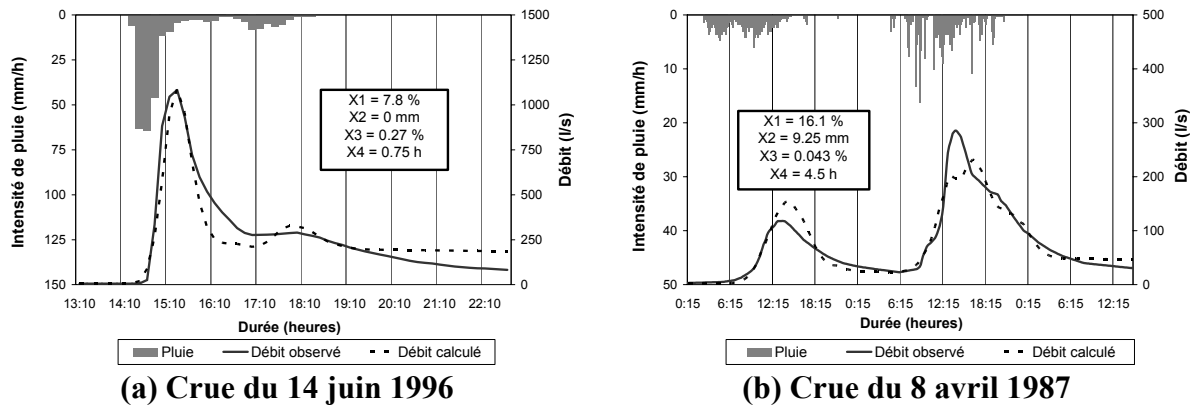 0
25
50
75
100
125
150
Intensité de pluie (mm/h)
1500
1250
1000
750
500
250
0
Débit (l/s)
X1 = 7.8 %
X2 = 0 mm
X3 = 0.27 %
X4 = 0.75 h
13:10 14:10 15:10 16:10 17:10 18:10 19:10 20:10 21:10 22:10
Durée (heures)
Pluie Débit observé Débit calculé
(a) Crue du 14 juin 1996
0
10
20
30
40
50
Intensité de pluie (mm/h)
500
400
300
200
100
0
Débit (l/s)
X1 = 16.1 %
X2 = 9.25 mm
X3 = 0.043 %
X4 = 4.5 h
0:15 6:15 12:15 18:15 0:15 6:15 12:15 18:15 0:15 6:15 12:15
Durée (heures)
Pluie Débit observé Débit calculé
(b) Crue du 8 avril 1987